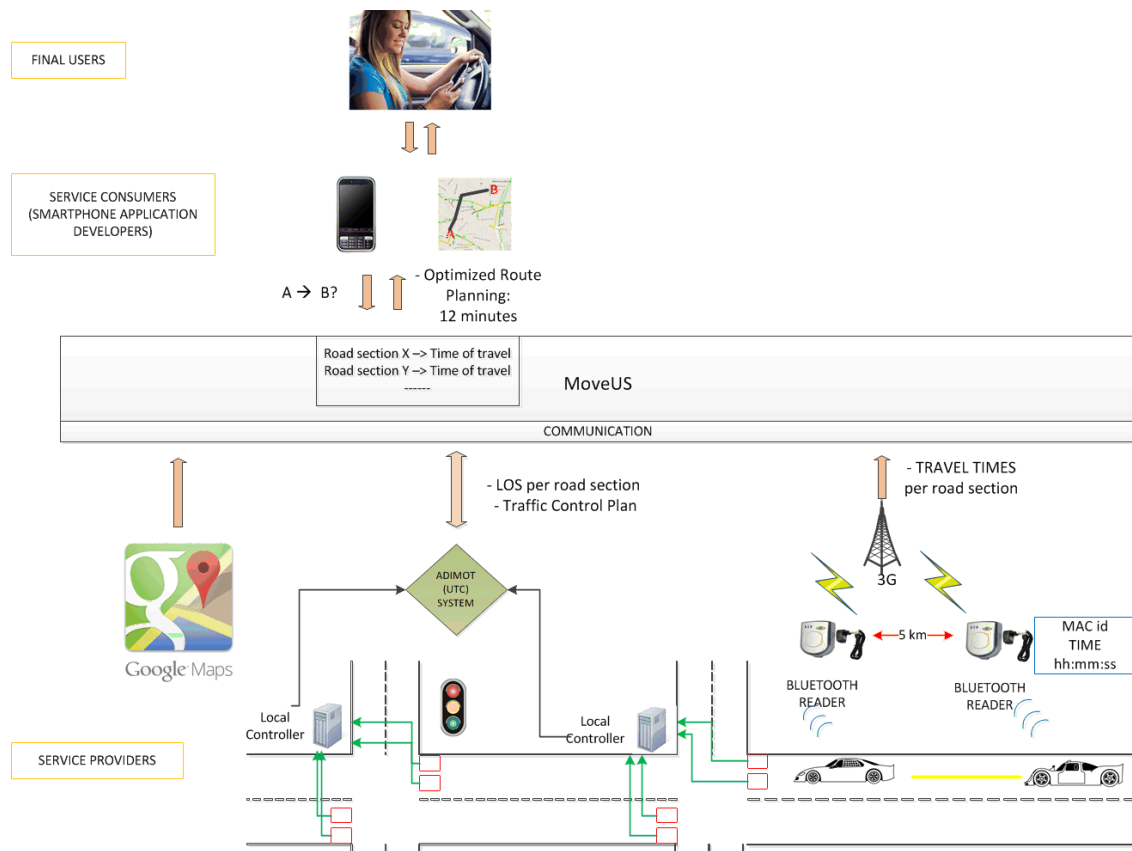 FINAL USERS
SERVICE CONSUMERS
(SMARTPHONE APPLICATION
DEVELOPERS)
B
A
A → B?
- Optimized Route
Planning:
12 minutes
Road section X –> Time of travel
Road section Y –> Time of travel
------
MoveUS
COMMUNICATION
- LOS per road section
- Traffic Control Plan
- TRAVEL TIMES
per road section
ADIMOT
(UTC)
SYSTEM
3G
g
Google Maps
5 km
MAC id
TIME
hh:mm:ss
BLUETOOTH
READER
BLUETOOTH
READER
Local
Controller
Local
Controller
SERVICE PROVIDERS